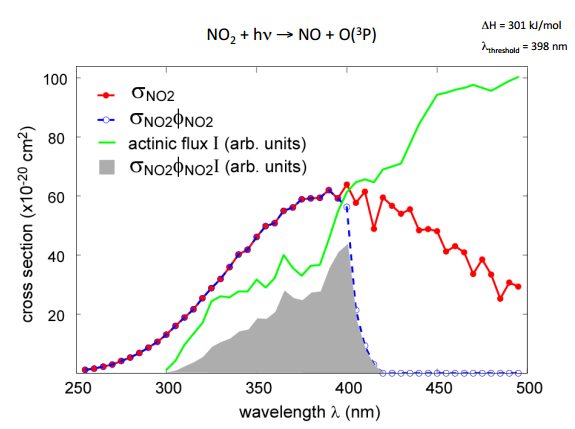 NO₂ + hν → NO + O(³P)
ΔH = 301 kJ/mol
λthreshold = 398 nm
σNO2
σNO2ϕNO2
actinic flux I (arb. units)
σNO2ϕNO2I (arb. units)
cross section (x10⁻²⁰ cm²)
100
80
60
40
20
250 300 350 400 450 500
wavelength λ (nm)